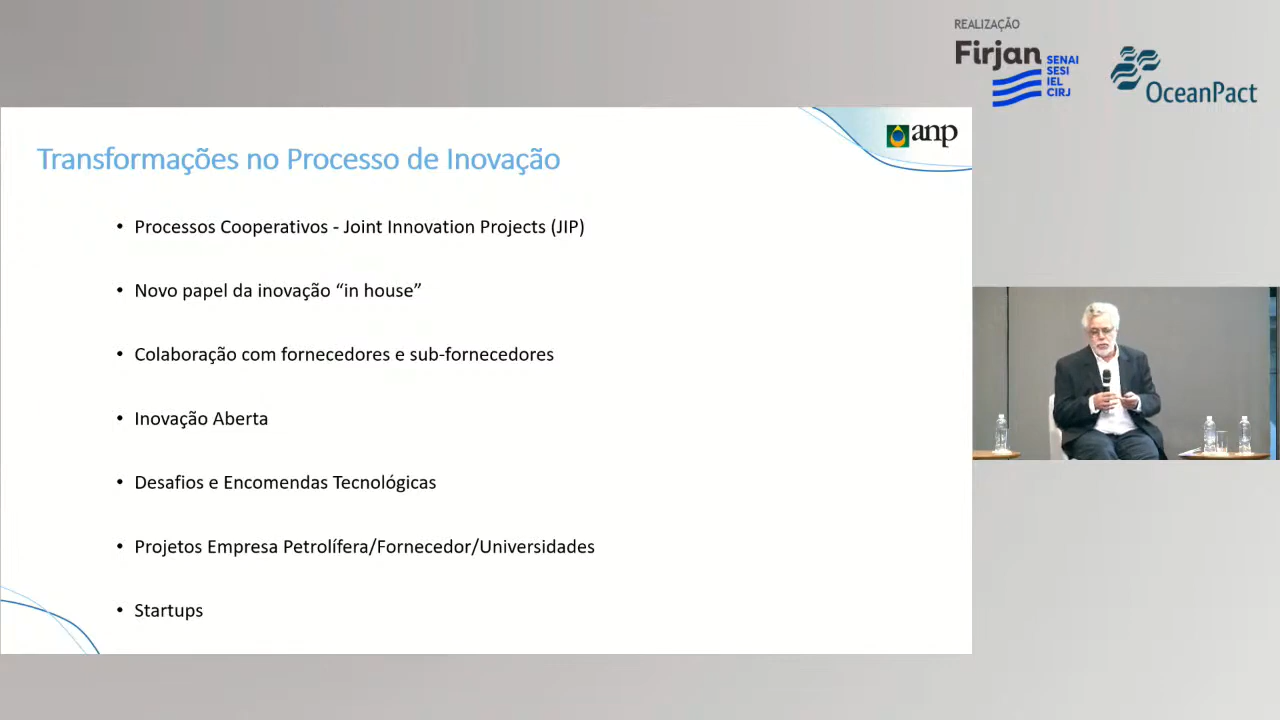 REALIZAÇÃO
Firjan
SENAI
SESI
IEL
CIRJ
OceanPact
anp
Transformações no Processo de Inovação
• Processos Cooperativos - Joint Innovation Projects (JIP)
• Novo papel da inovação “in house”
• Colaboração com fornecedores e sub-fornecedores
• Inovação Aberta
• Desafios e Encomendas Tecnológicas
• Projetos Empresa Petrolífera/Fornecedor/Universidades
• Startups